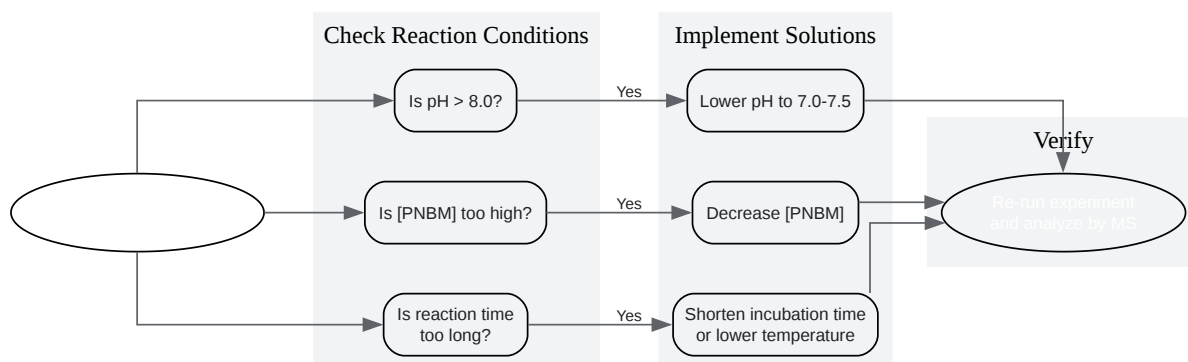 Check Reaction Conditions
Implement Solutions
Is pH > 8.0?
Yes
Lower pH to 7.0-7.5
Verify
Is [PNBM] too high?
Yes
Decrease [PNBM]
Re-run experiment
and analyze by MS
Is reaction time
too long?
Yes
Shorten incubation time
or lower temperature